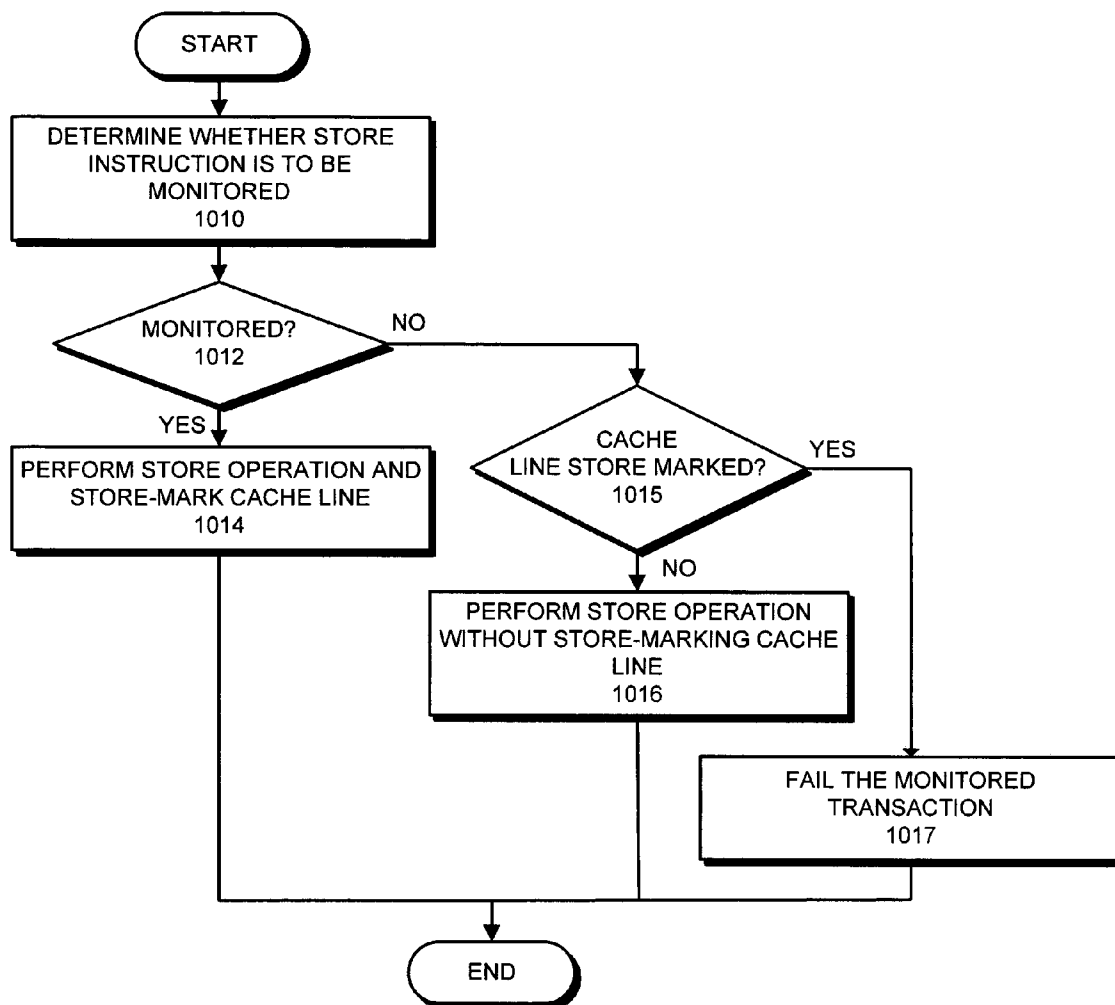 START
DETERMINE WHETHER STORE
INSTRUCTION IS TO BE
MONITORED
1010
MONITORED?
1012
NO
YES
CACHE
LINE STORE MARKED?
1015
YES
PERFORM STORE OPERATION AND
STORE-MARK CACHE LINE
1014
NO
PERFORM STORE OPERATION
WITHOUT STORE-MARKING CACHE
LINE
1016
FAIL THE MONITORED
TRANSACTION
1017
END